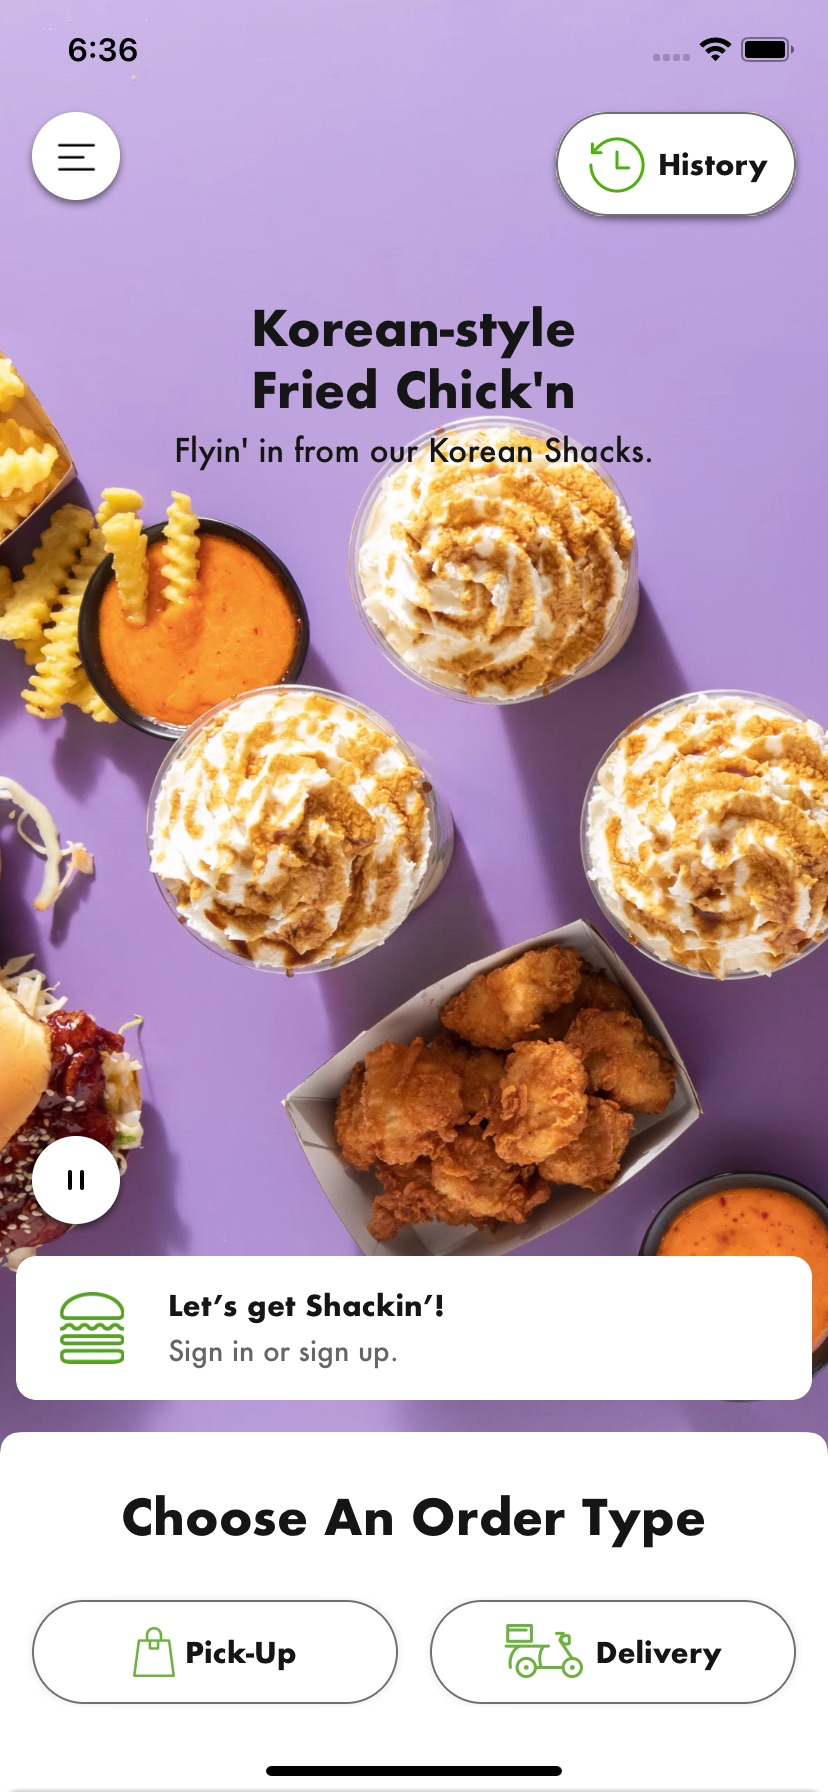 6:36
History
Korean-style
Fried Chick'n
Flyin' in from our Korean Shacks.
Let’s get Shackin’!
Sign in or sign up.
Choose An Order Type
Pick-Up
Delivery